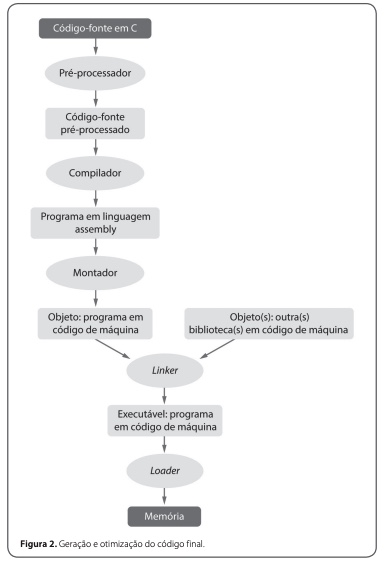 Código-fonte em C
Pré-processador
Código-fonte
pré-processado
Compilador
Programa em linguagem
assembly
Montador
Objeto: programa em
código de máquina
Objeto(s): outra(s)
biblioteca(s) em código de máquina
Linker
Executável: programa
em código de máquina
Loader
Memória
Figura 2. Geração e otimização do código final.